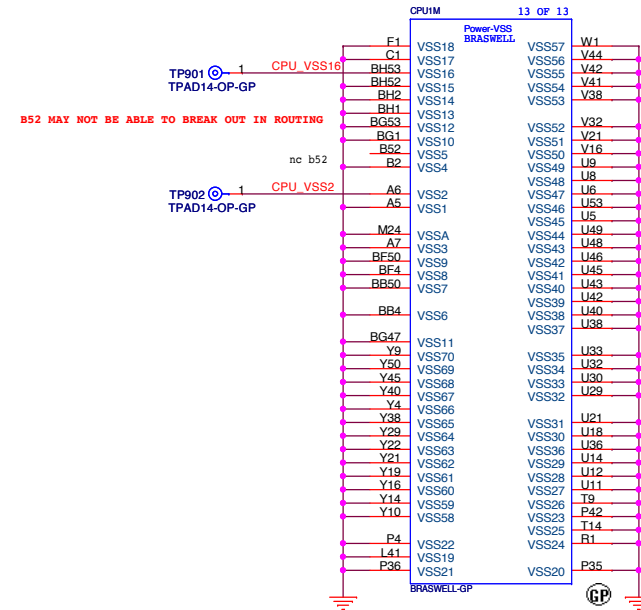 CPU1M 13 OF 13
Power-VSS
BRASWELL
F1 VSS18 VSS57 W1
C1 VSS17 VSS56 V44
TP901 1 CPU_VSS16 BH53 VSS16 VSS55 V42
TPAD14-OP-GP BH52 VSS15 VSS54 V41
BH2 VSS14 VSS53 V38
BH1 VSS13
B52 MAY NOT BE ABLE TO BREAK OUT IN ROUTING BG53 VSS12 VSS52 V32
BG1 VSS10 VSS51 V21
B52 VSS5 VSS50 V16
nc b52 B2 VSS4 VSS49 U9
VSS48 U8
TP902 1 CPU_VSS2 A6 VSS2 VSS47 U6
TPAD14-OP-GP A5 VSS1 VSS46 U53
VSS45 U5
M24 VSSA VSS44 U49
A7 VSS3 VSS43 U48
BF50 VSS9 VSS42 U46
BF4 VSS8 VSS41 U45
BB50 VSS7 VSS40 U43
VSS39 U42
BB4 VSS6 VSS38 U40
VSS37 U38
BG47 VSS11
Y9 VSS70 VSS35 U33
Y50 VSS69 VSS34 U32
Y45 VSS68 VSS33 U30
Y40 VSS67 VSS32 U29
Y4 VSS66
Y38 VSS65 VSS31 U21
Y29 VSS64 VSS30 U18
Y22 VSS63 VSS36 U36
Y21 VSS62 VSS29 U14
Y19 VSS61 VSS28 U12
Y16 VSS60 VSS27 U11
Y14 VSS59 VSS26 T9
Y10 VSS58 VSS23 P42
VSS25 T14
P4 VSS22 VSS24 R1
L41 VSS19
P36 VSS21 VSS20 P35
BRASWELL-GP
GP